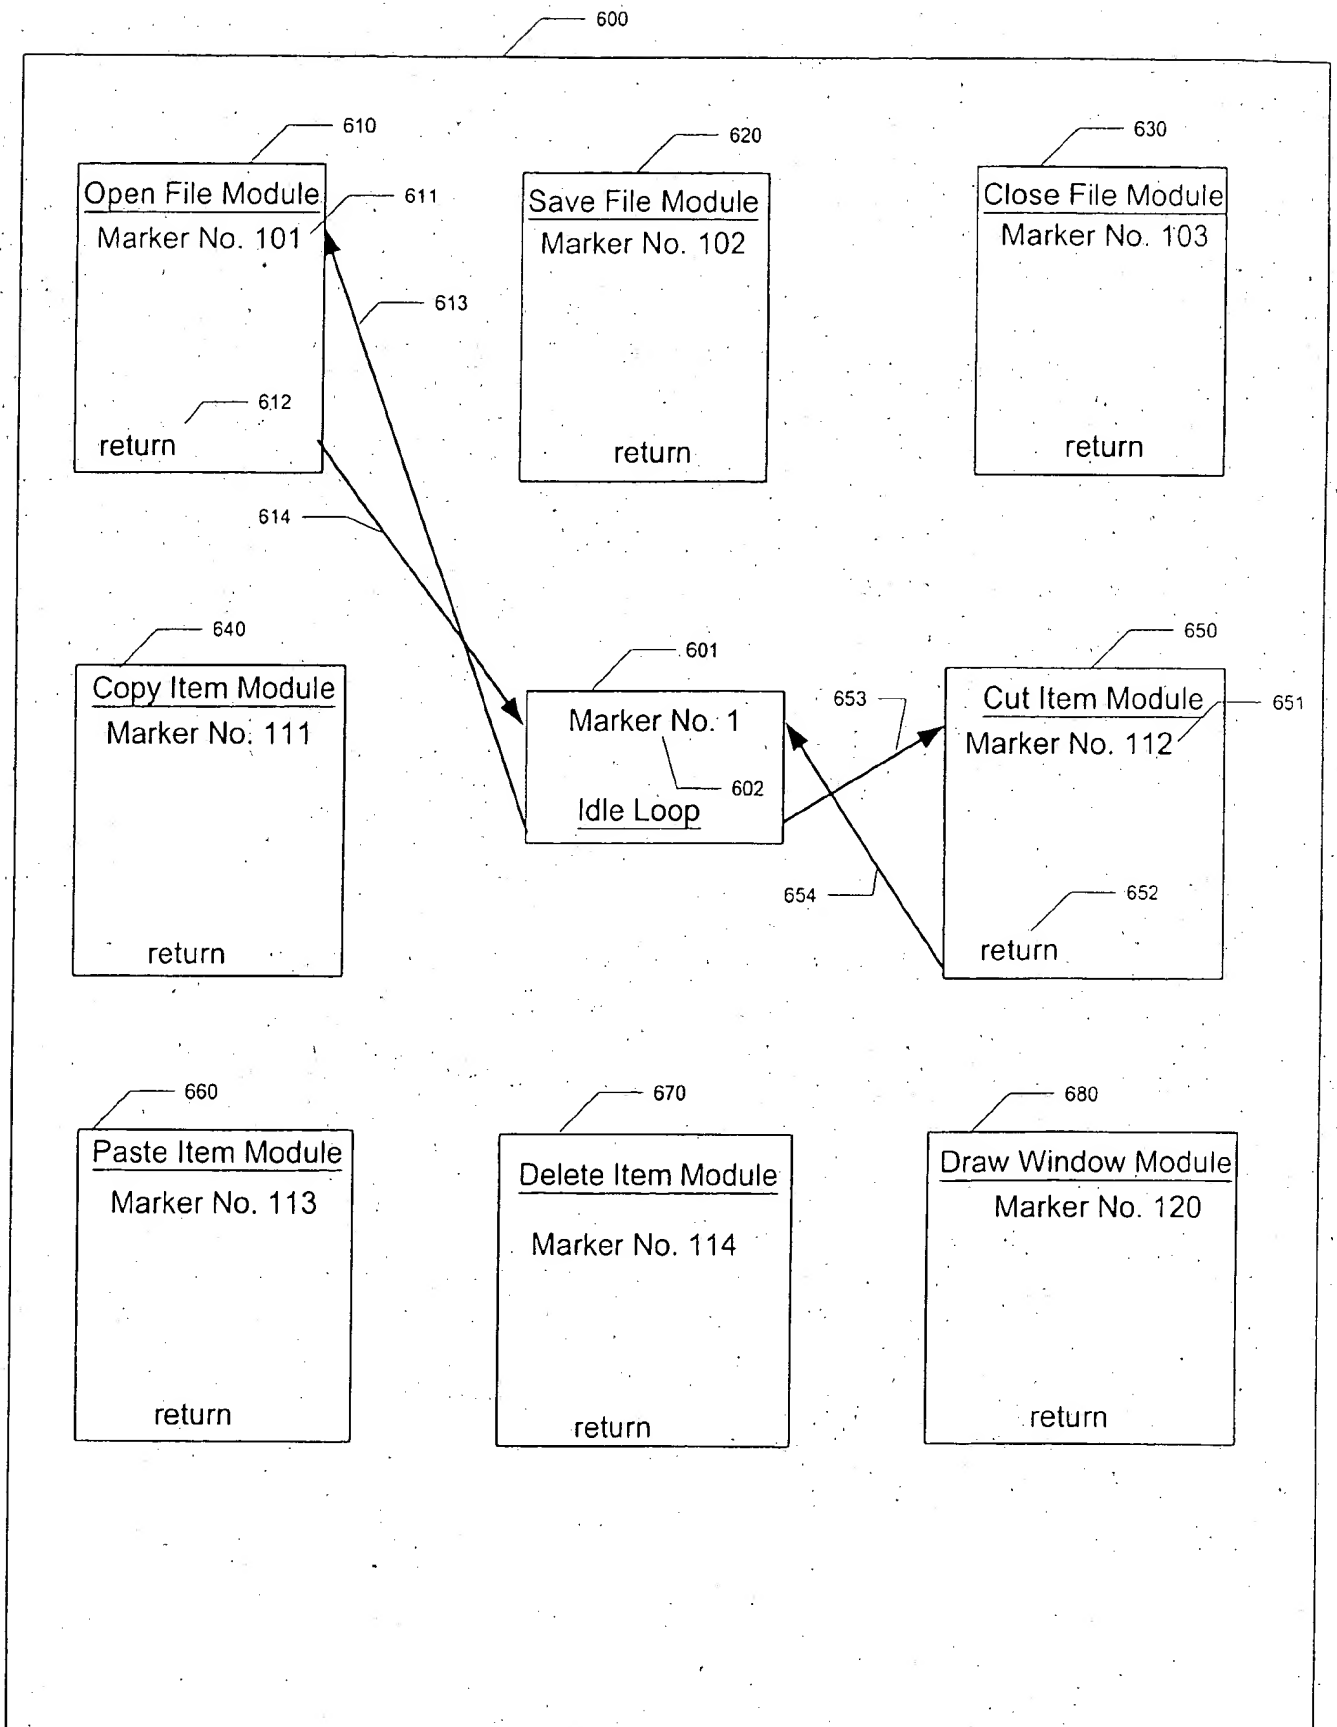 600
610
Open File Module
Marker No. 101
611
613
612
return
614
620
Save File Module
Marker No. 102
return
630
Close File Module
Marker No. 103
return
640
Copy Item Module
Marker No. 111
return
601
Marker No. 1
602
Idle Loop
653
654
650
Cut Item Module
651
Marker No. 112
652
return
660
Paste Item Module
Marker No. 113
return
670
Delete Item Module
Marker No. 114
return
680
Draw Window Module
Marker No. 120
return